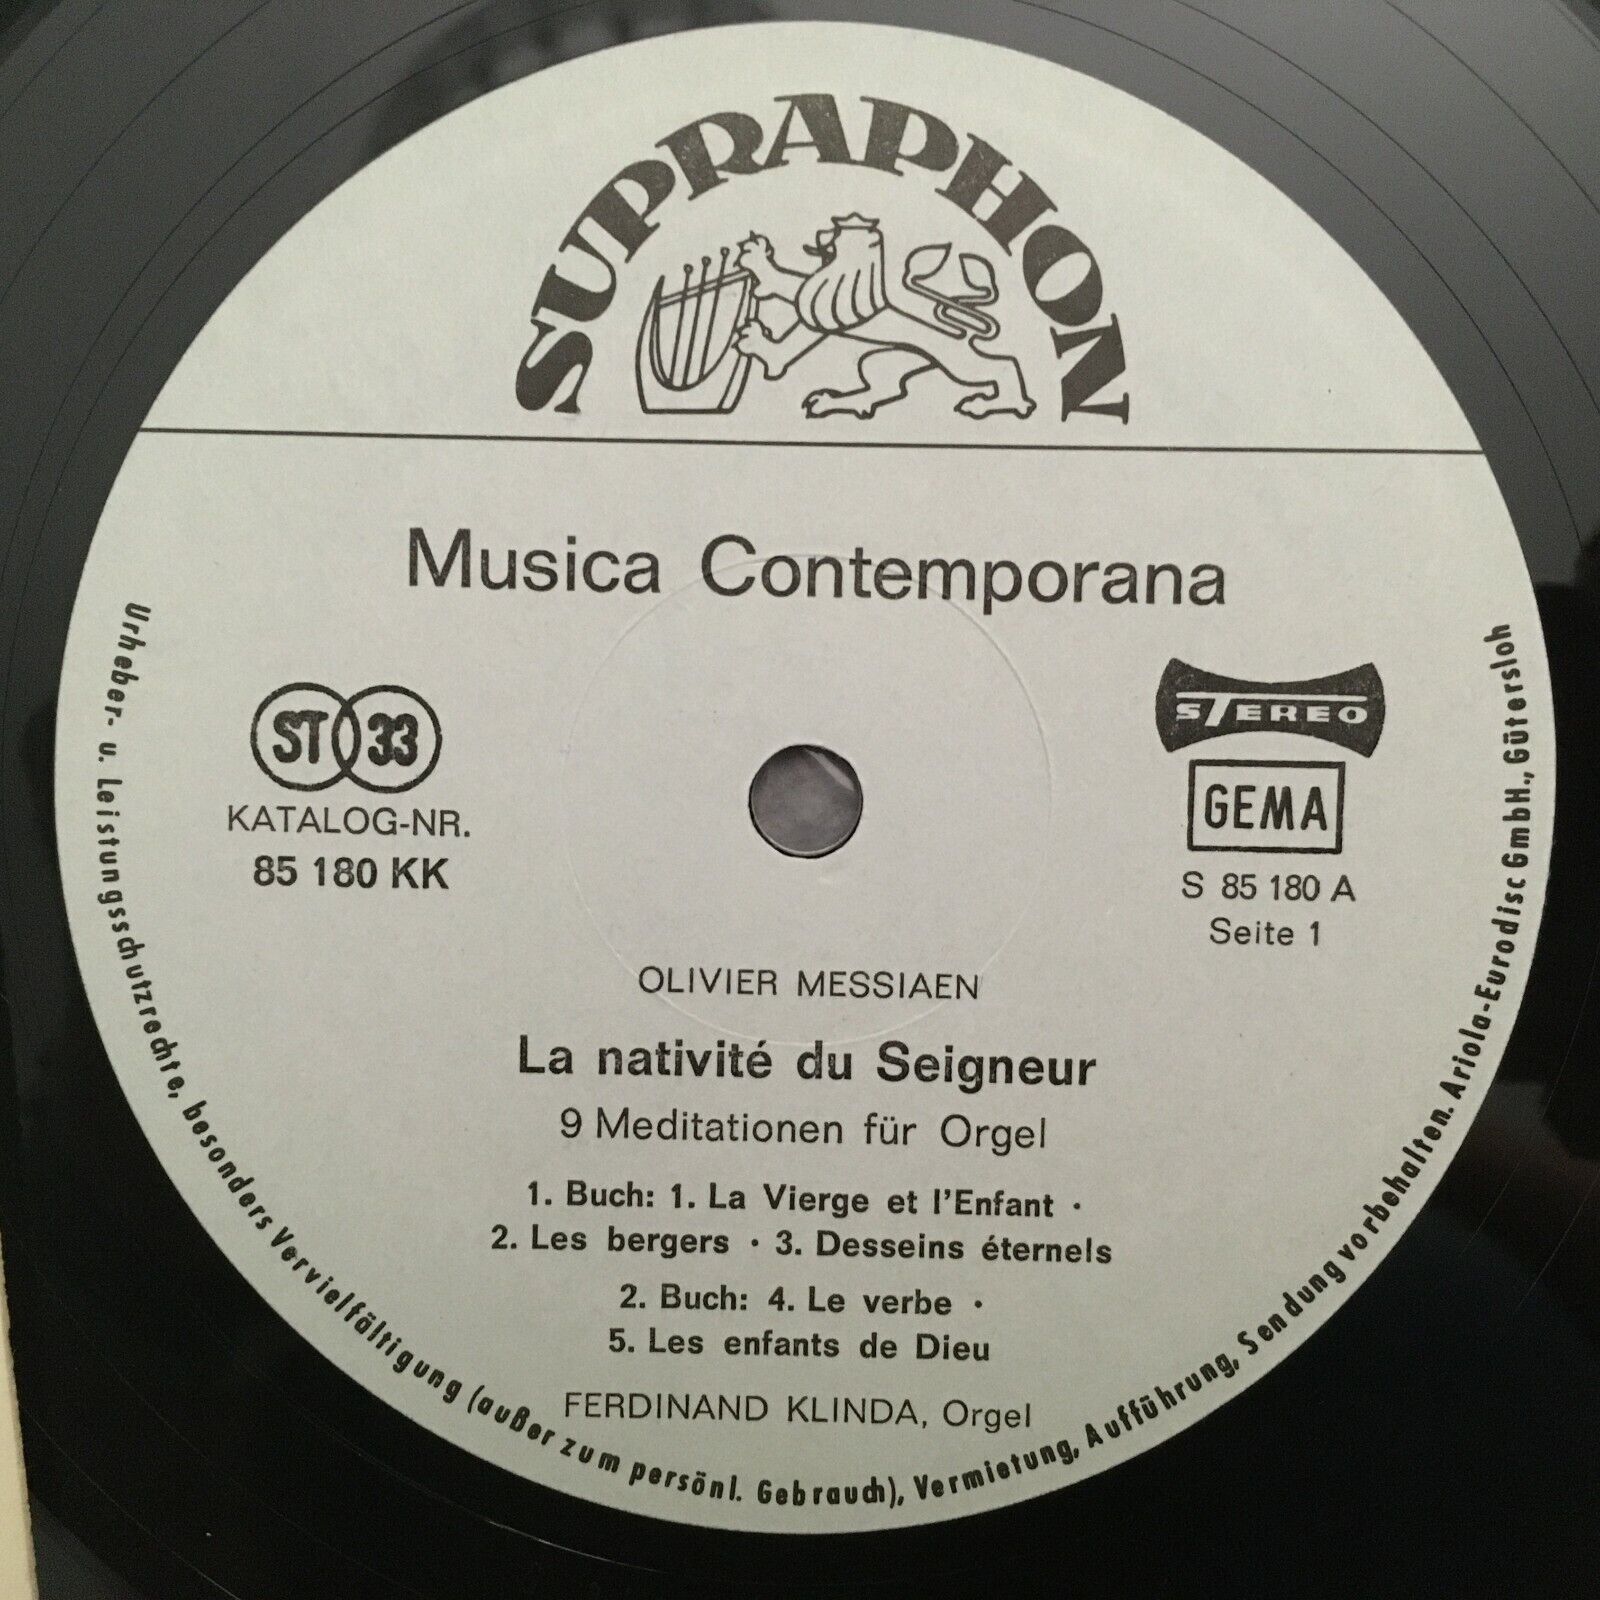 SUPRAPHON
Musica Contemporana
ST 33
KATALOG-NR.
85 180 KK
STEREO
GEMA
S 85 180 A
Seite 1
OLIVIER MESSIAEN
La nativité du Seigneur
9 Meditationen für Orgel
1. Buch: 1. La Vierge et l'Enfant ·
2. Les bergers · 3. Desseins éternels
2. Buch: 4. Le verbe ·
5. Les enfants de Dieu
FERDINAND KLINDA, Orgel
Urheber- u. Leistungsschutzrechte, besonders Vervielfältigung (außer zum persönl. Gebrauch), Vermietung, Aufführung, Sendung vorbehalten. Ariola-Eurodisc GmbH., Gütersloh